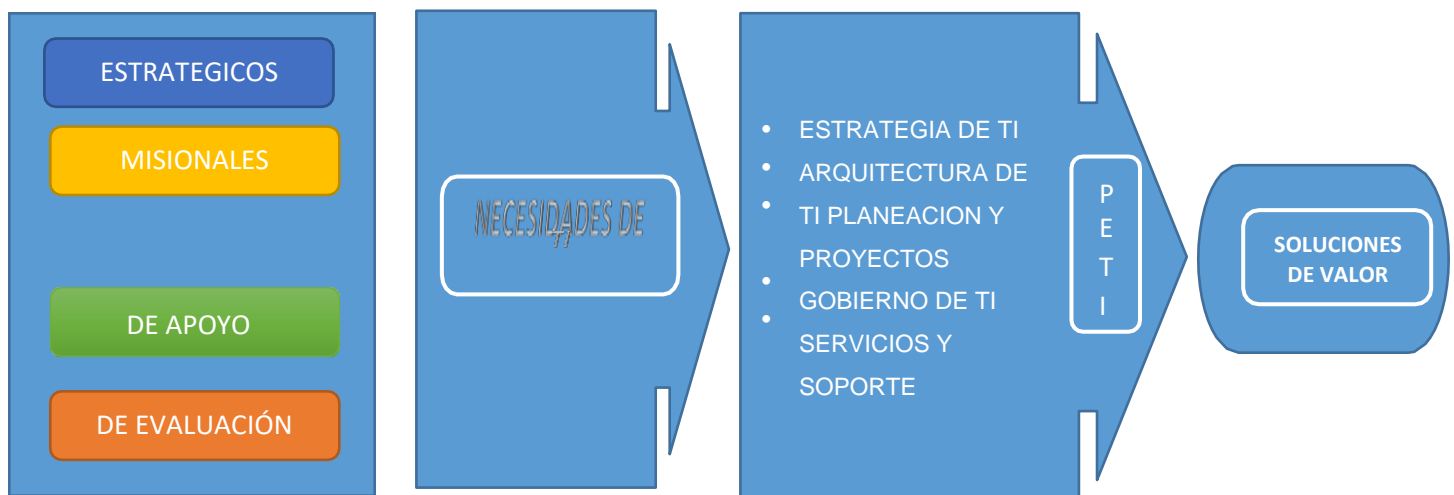 ESTRATEGICOS
MISIONALES
DE APOYO
DE EVALUACIÓN
NECESIDADES DE
TI
• ESTRATEGIA DE TI
• ARQUITECTURA DE
• TI PLANEACION Y
PROYECTOS
• GOBIERNO DE TI
• SERVICIOS Y
SOPORTE
P
E
T
I
SOLUCIONES
DE VALOR